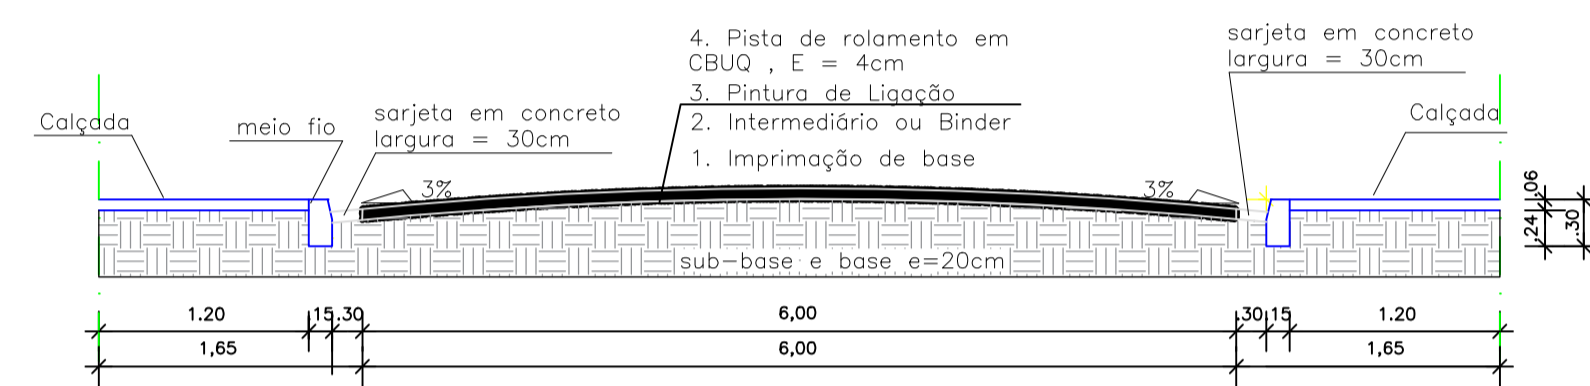 4. Pista de rolamento em
CBUQ , E = 4cm
3. Pintura de Ligação
2. Intermediário ou Binder
1. Imprimação de base
sarjeta em concreto
largura = 30cm
Calçada
meio fio
sarjeta em concreto
largura = 30cm
Calçada
3%
3%
,06
,24
.30
sub-base e base e=20cm
1.20
.15
.30
6,00
.30
.15
1.20
1,65
6,00
1,65